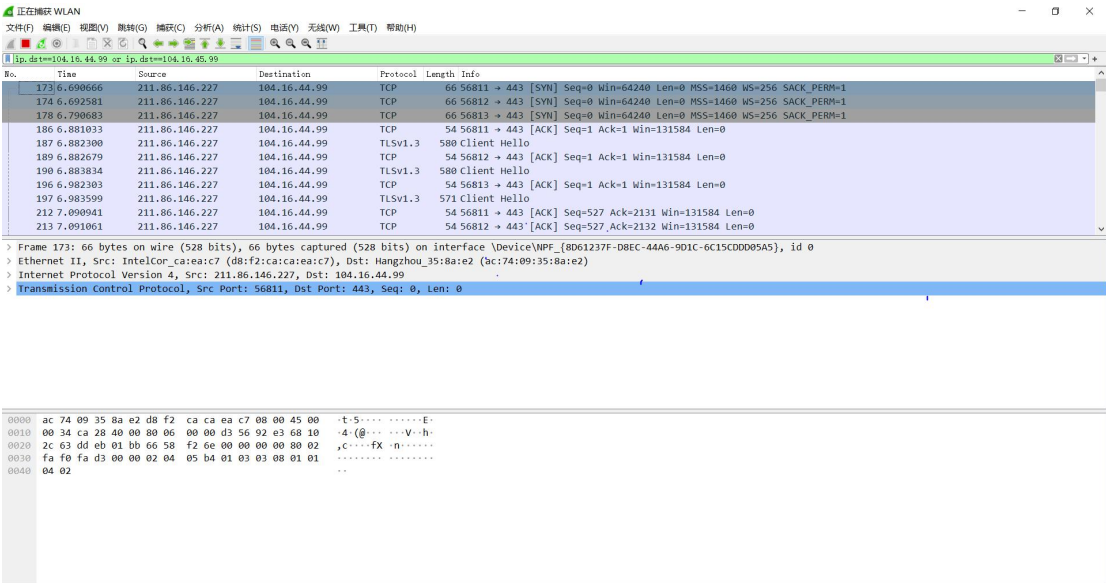 正在捕获 WLAN
文件(F) 编辑(E) 视图(V) 跳转(G) 捕获(C) 分析(A) 统计(S) 电话(Y) 无线(W) 工具(T) 帮助(H)
ip.dst==104.16.44.99 or ip.dst==104.16.45.99
No. Time Source Destination Protocol Length Info
173 6.690666 211.86.146.227 104.16.44.99 TCP 66 56811 → 443 [SYN] Seq=0 Win=64240 Len=0 MSS=1460 WS=256 SACK_PERM=1
174 6.692581 211.86.146.227 104.16.44.99 TCP 66 56812 → 443 [SYN] Seq=0 Win=64240 Len=0 MSS=1460 WS=256 SACK_PERM=1
178 6.790683 211.86.146.227 104.16.44.99 TCP 66 56813 → 443 [SYN] Seq=0 Win=64240 Len=0 MSS=1460 WS=256 SACK_PERM=1
186 6.881033 211.86.146.227 104.16.44.99 TCP 54 56811 → 443 [ACK] Seq=1 Ack=1 Win=131584 Len=0
187 6.882300 211.86.146.227 104.16.44.99 TLSv1.3 580 Client Hello
189 6.882679 211.86.146.227 104.16.44.99 TCP 54 56812 → 443 [ACK] Seq=1 Ack=1 Win=131584 Len=0
190 6.883834 211.86.146.227 104.16.44.99 TLSv1.3 580 Client Hello
196 6.982303 211.86.146.227 104.16.44.99 TCP 54 56813 → 443 [ACK] Seq=1 Ack=1 Win=131584 Len=0
197 6.983599 211.86.146.227 104.16.44.99 TLSv1.3 571 Client Hello
212 7.090941 211.86.146.227 104.16.44.99 TCP 54 56811 → 443 [ACK] Seq=527 Ack=2131 Win=131584 Len=0
213 7.091061 211.86.146.227 104.16.44.99 TCP 54 56812 → 443 [ACK] Seq=527 Ack=2132 Win=131584 Len=0
Frame 173: 66 bytes on wire (528 bits), 66 bytes captured (528 bits) on interface \Device\NPF_{8D61237F-D8EC-44A6-9D1C-6C15CDDD05A5}, id 0
Ethernet II, Src: IntelCor_ca:ea:c7 (d8:f2:ca:ca:ea:c7), Dst: Hangzhou_35:8a:e2 (ac:74:09:35:8a:e2)
Internet Protocol Version 4, Src: 211.86.146.227, Dst: 104.16.44.99
Transmission Control Protocol, Src Port: 56811, Dst Port: 443, Seq: 0, Len: 0
0000 ac 74 09 35 8a e2 d8 f2 ca ca ea c7 08 00 45 00 ·t·5···· ······E·
0010 00 34 ca 28 40 00 80 06 00 00 d3 56 92 e3 68 10 ·4·(@··· ···V··h·
0020 2c 63 dd eb 01 bb 66 58 f2 6e 00 00 00 00 80 02 ,c····fX ·n······
0030 fa f0 fa d3 00 00 02 04 05 b4 01 03 03 08 01 01 ········ ········
0040 04 02 ··